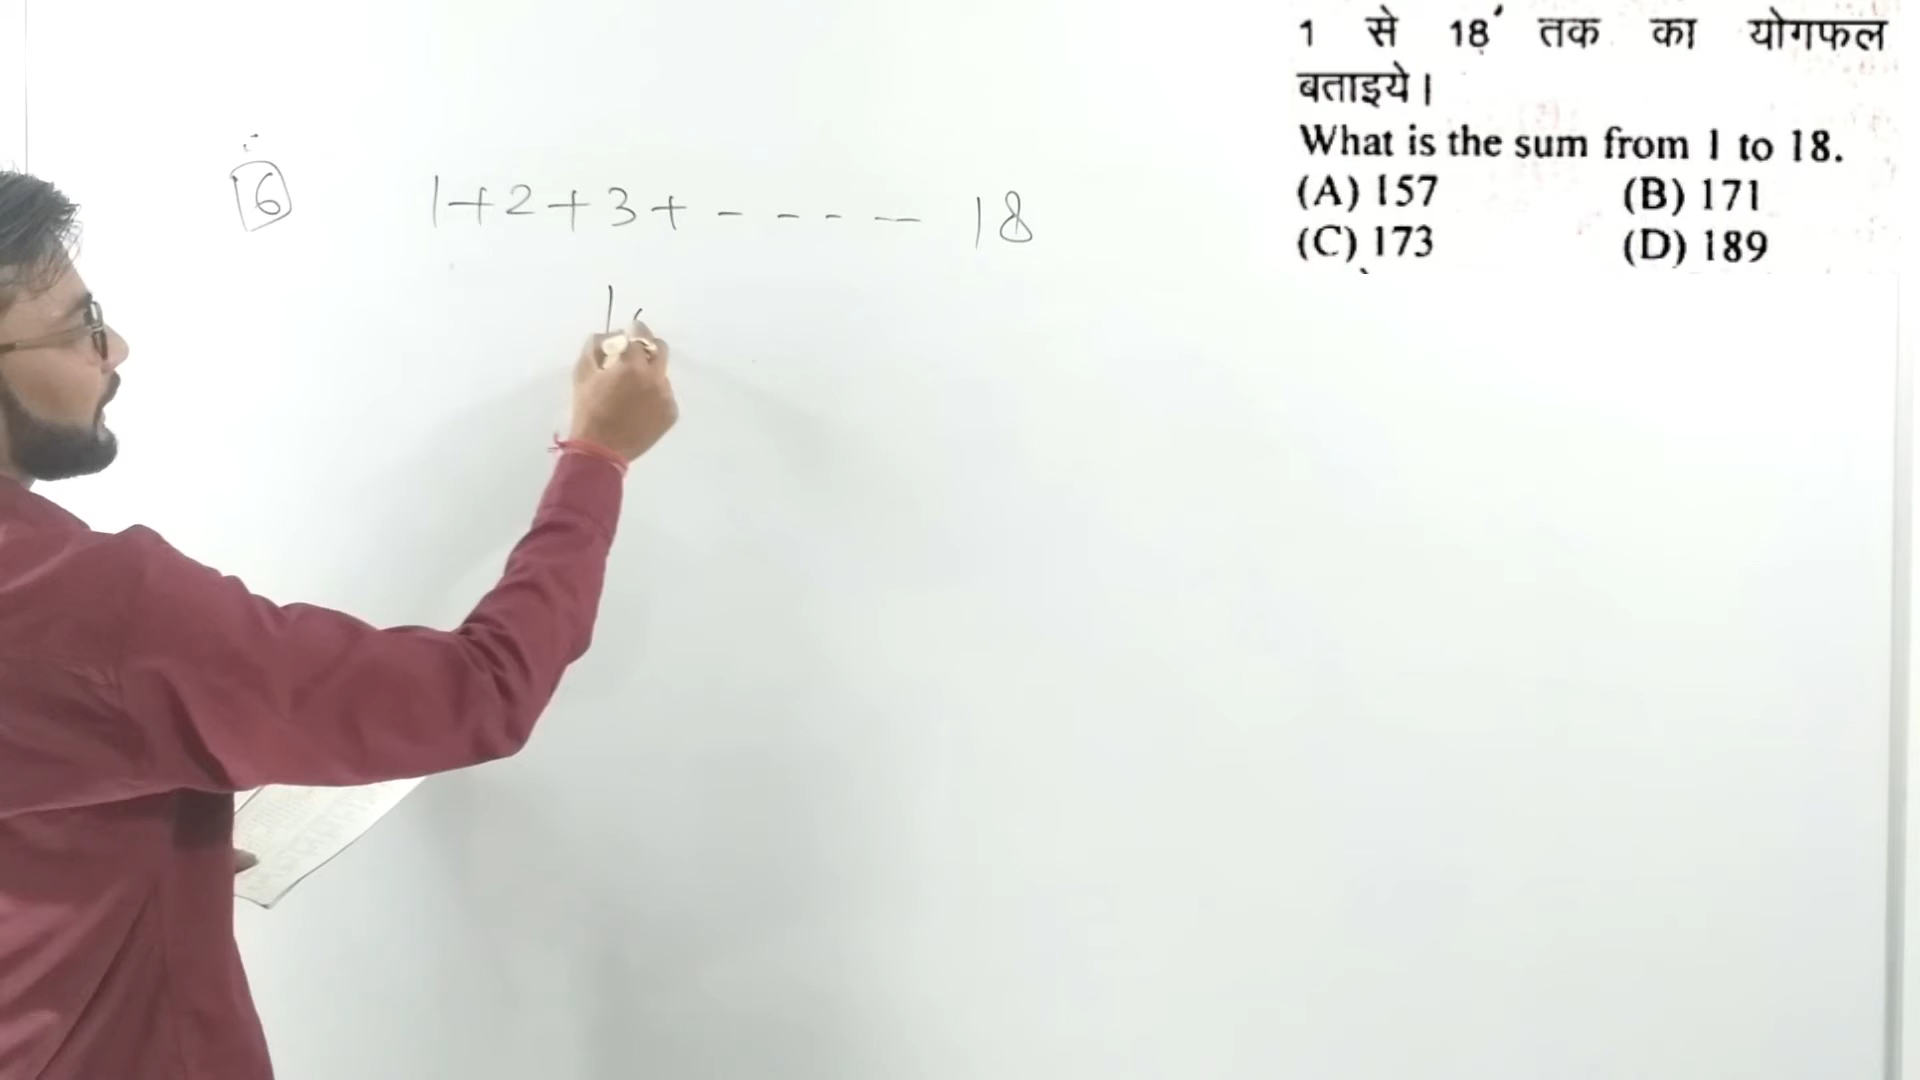 1 से 18 तक का योगफल
बताइये।
What is the sum from 1 to 18.
(A) 157 (B) 171
(C) 173 (D) 189
16
1+2+3+ - - - - 18
1